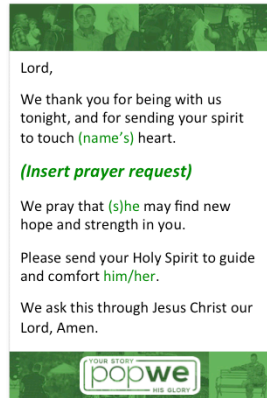 Lord,
We thank you for being with us
tonight, and for sending your spirit
to touch (name's) heart.
(Insert prayer request)
We pray that (s)he may find new
hope and strength in you.
Please send your Holy Spirit to guide
and comfort him/her.
We ask this through Jesus Christ our
Lord, Amen.
YOUR STORY
popwe
HIS GLORY